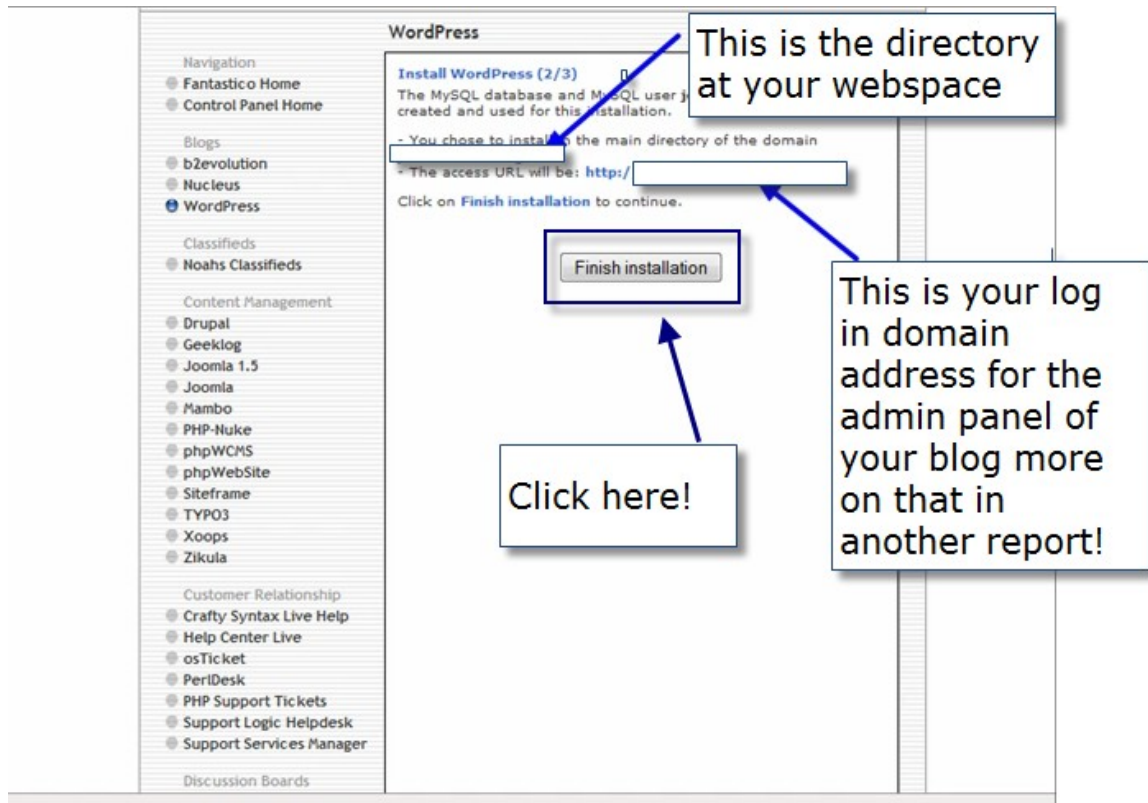 WordPress
Navigation
Fantastico Home
Control Panel Home
Blogs
b2evolution
Nucleus
WordPress
Classifieds
Noahs Classifieds
Content Management
Drupal
Geeklog
Joomla 1.5
Joomla
Mambo
PHP-Nuke
phpWCMS
phpWebSite
Siteframe
TYPO3
Xoops
Zikula
Customer Relationship
Crafty Syntax Live Help
Help Center Live
osTicket
PerlDesk
PHP Support Tickets
Support Logic Helpdesk
Support Services Manager
Discussion Boards
Install WordPress (2/3)
The MySQL database and MySQL user
created and used for this installation.
- You chose to install in the main directory of the domain
- The access URL will be: http:/
Click on Finish installation to continue.
Finish installation
This is the directory
at your webspace
This is your log
in domain
address for the
admin panel of
your blog more
on that in
another report!
Click here!